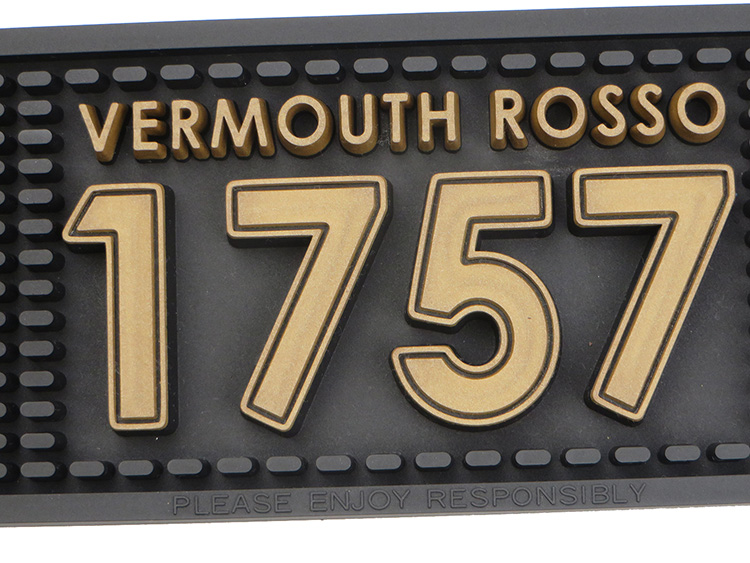 VERMOUTH ROSSO
1757
PLEASE ENJOY RESPONSIBLY